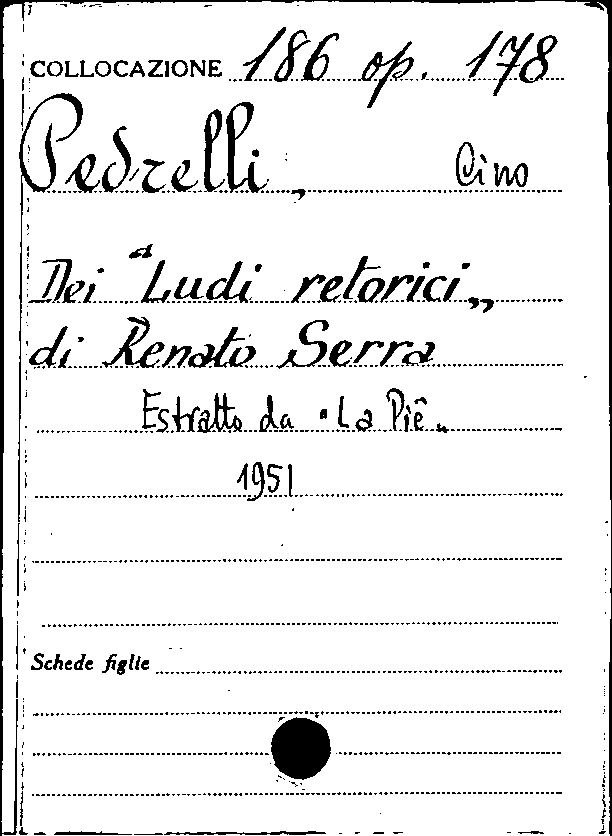 COLLOCAZIONE 186 op. 178
Pedrelli, Cino
Dei "Ludi retorici„
di Renato Serra
Estratto da "La Piê„
1951
Schede figlie